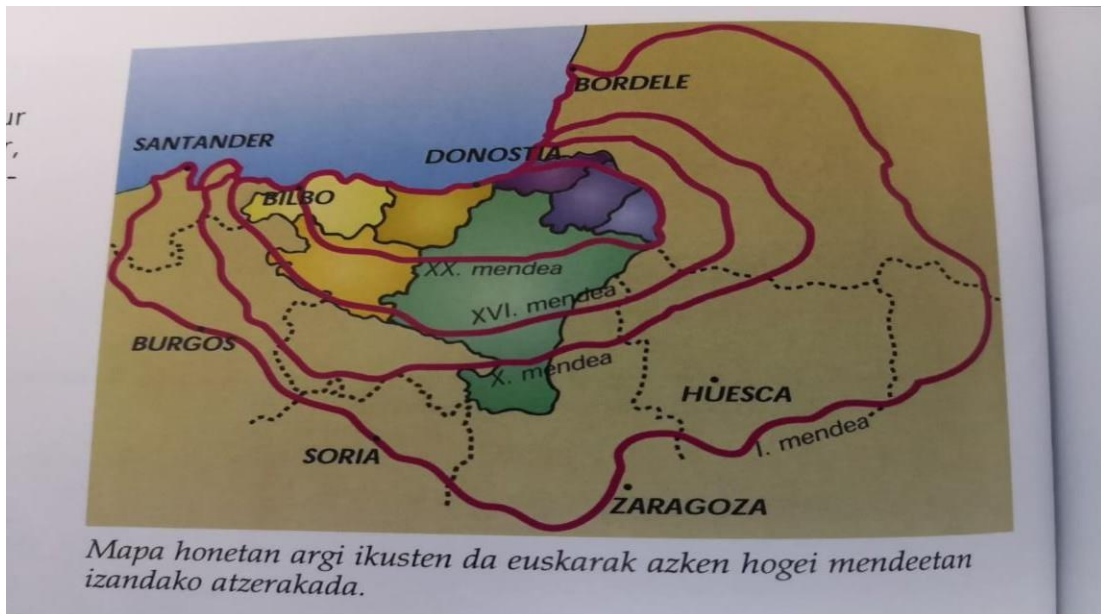 ur
BORDELE
SANTANDER
DONOSTIA
BILBO
XX. mendea
XVI. mendea
BURGOS
X. mendea
HUESCA
I. mendea
SORIA
ZARAGOZA
Mapa honetan argi ikusten da euskarak azken hogei mendeetan
izandako atzerakada.